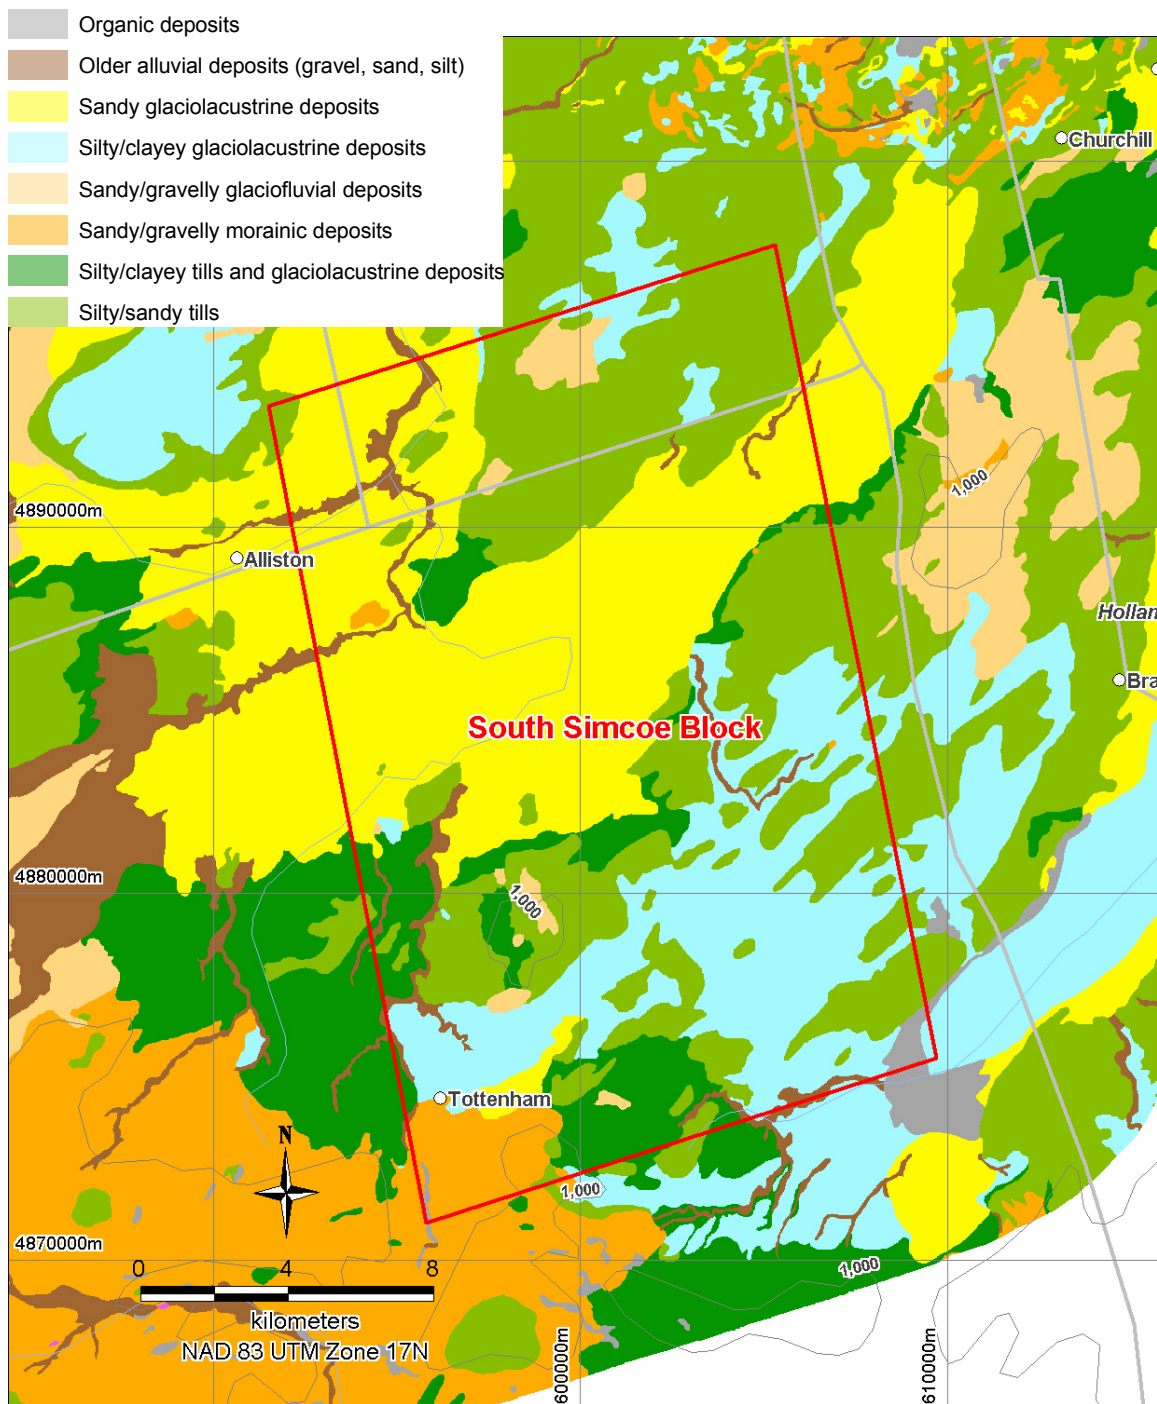 Organic deposits
Older alluvial deposits (gravel, sand, silt)
Sandy glaciolacustrine deposits
Silty/clayey glaciolacustrine deposits
Sandy/gravelly glaciofluvial deposits
Sandy/gravelly morainic deposits
Silty/clayey tills and glaciolacustrine deposits
Silty/sandy tills
Churchill
1,000
4890000m
Alliston
Hollan
Bra
South Simcoe Block
4880000m
1,000
Tottenham
N
1,000
4870000m
1,000
0 4 8
kilometers
NAD 83 UTM Zone 17N
600000m
610000m